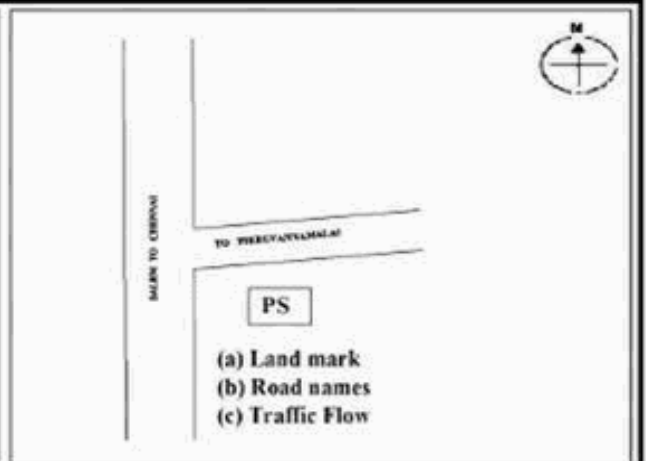 N
SALEM TO CHENNAI
TO THIRUVANNAMALAI
PS
(a) Land mark
(b) Road names
(c) Traffic Flow